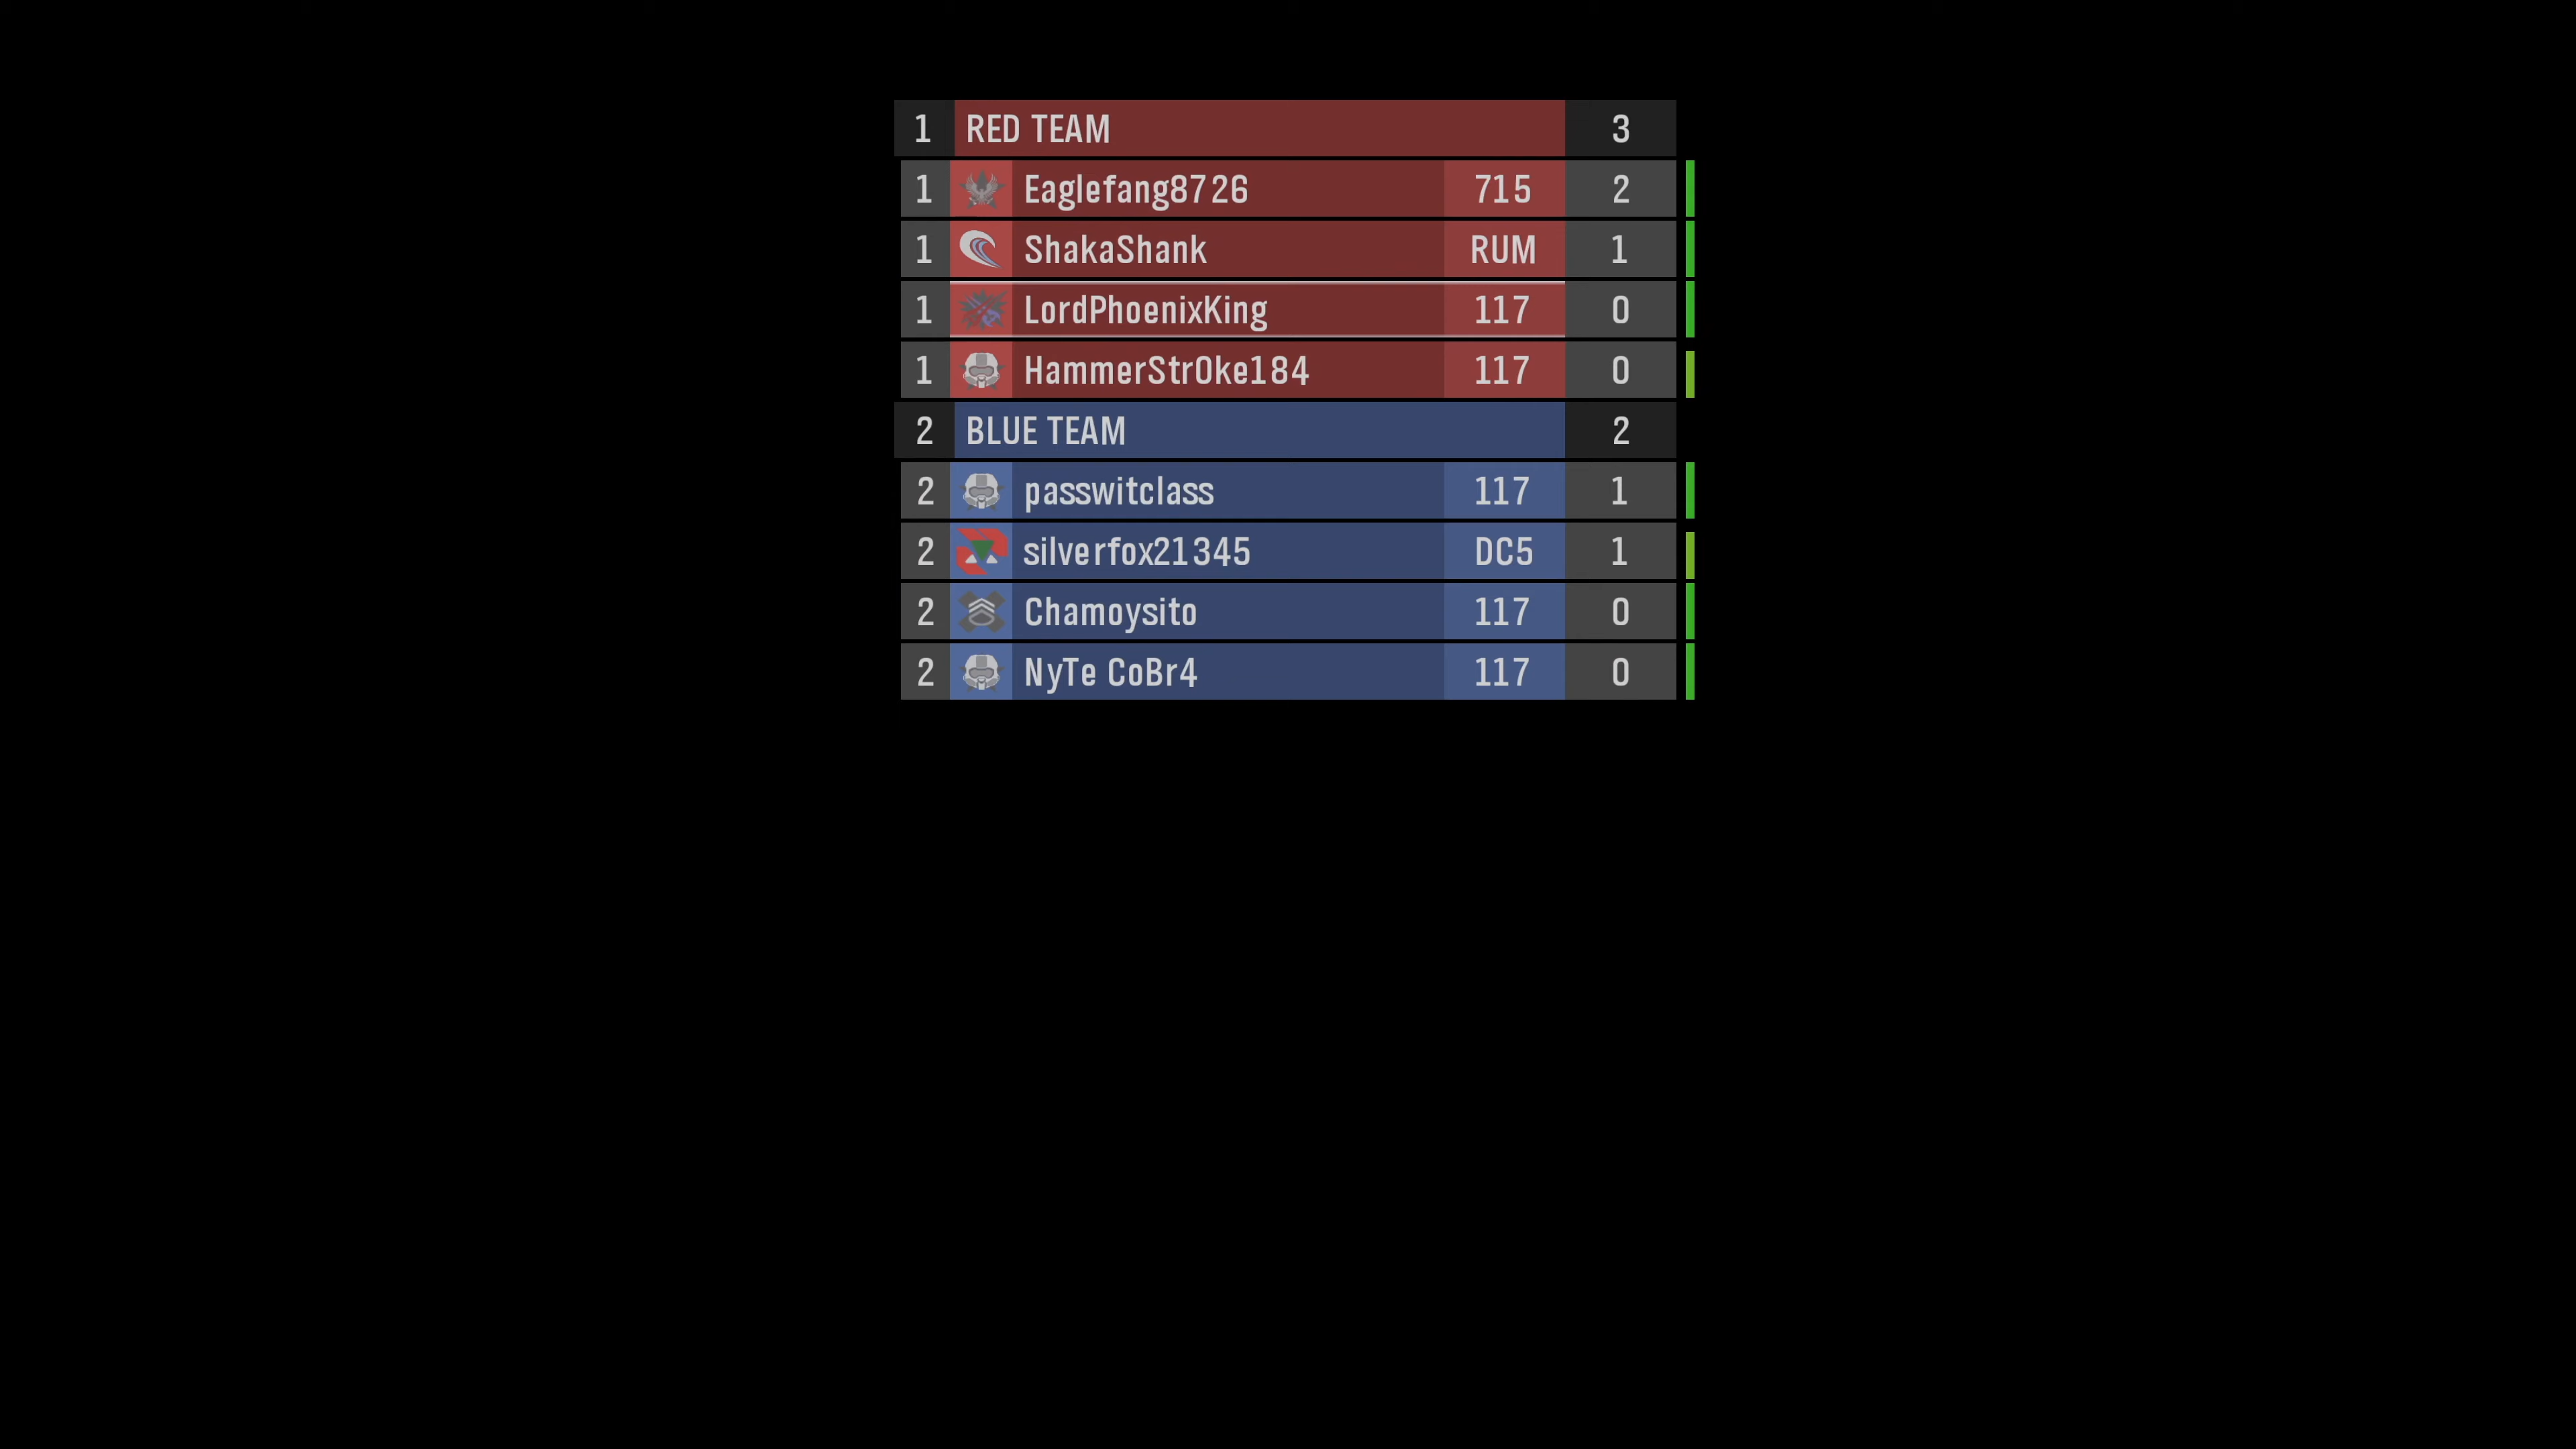 1 RED TEAM 3
1 Eaglefang8726 715 2
1 ShakaShank RUM 1
1 LordPhoenixKing 117 0
1 HammerStr0ke184 117 0
2 BLUE TEAM 2
2 passwitclass 117 1
2 silverfox21345 DC5 1
2 Chamoysito 117 0
2 NyTe CoBr4 117 0